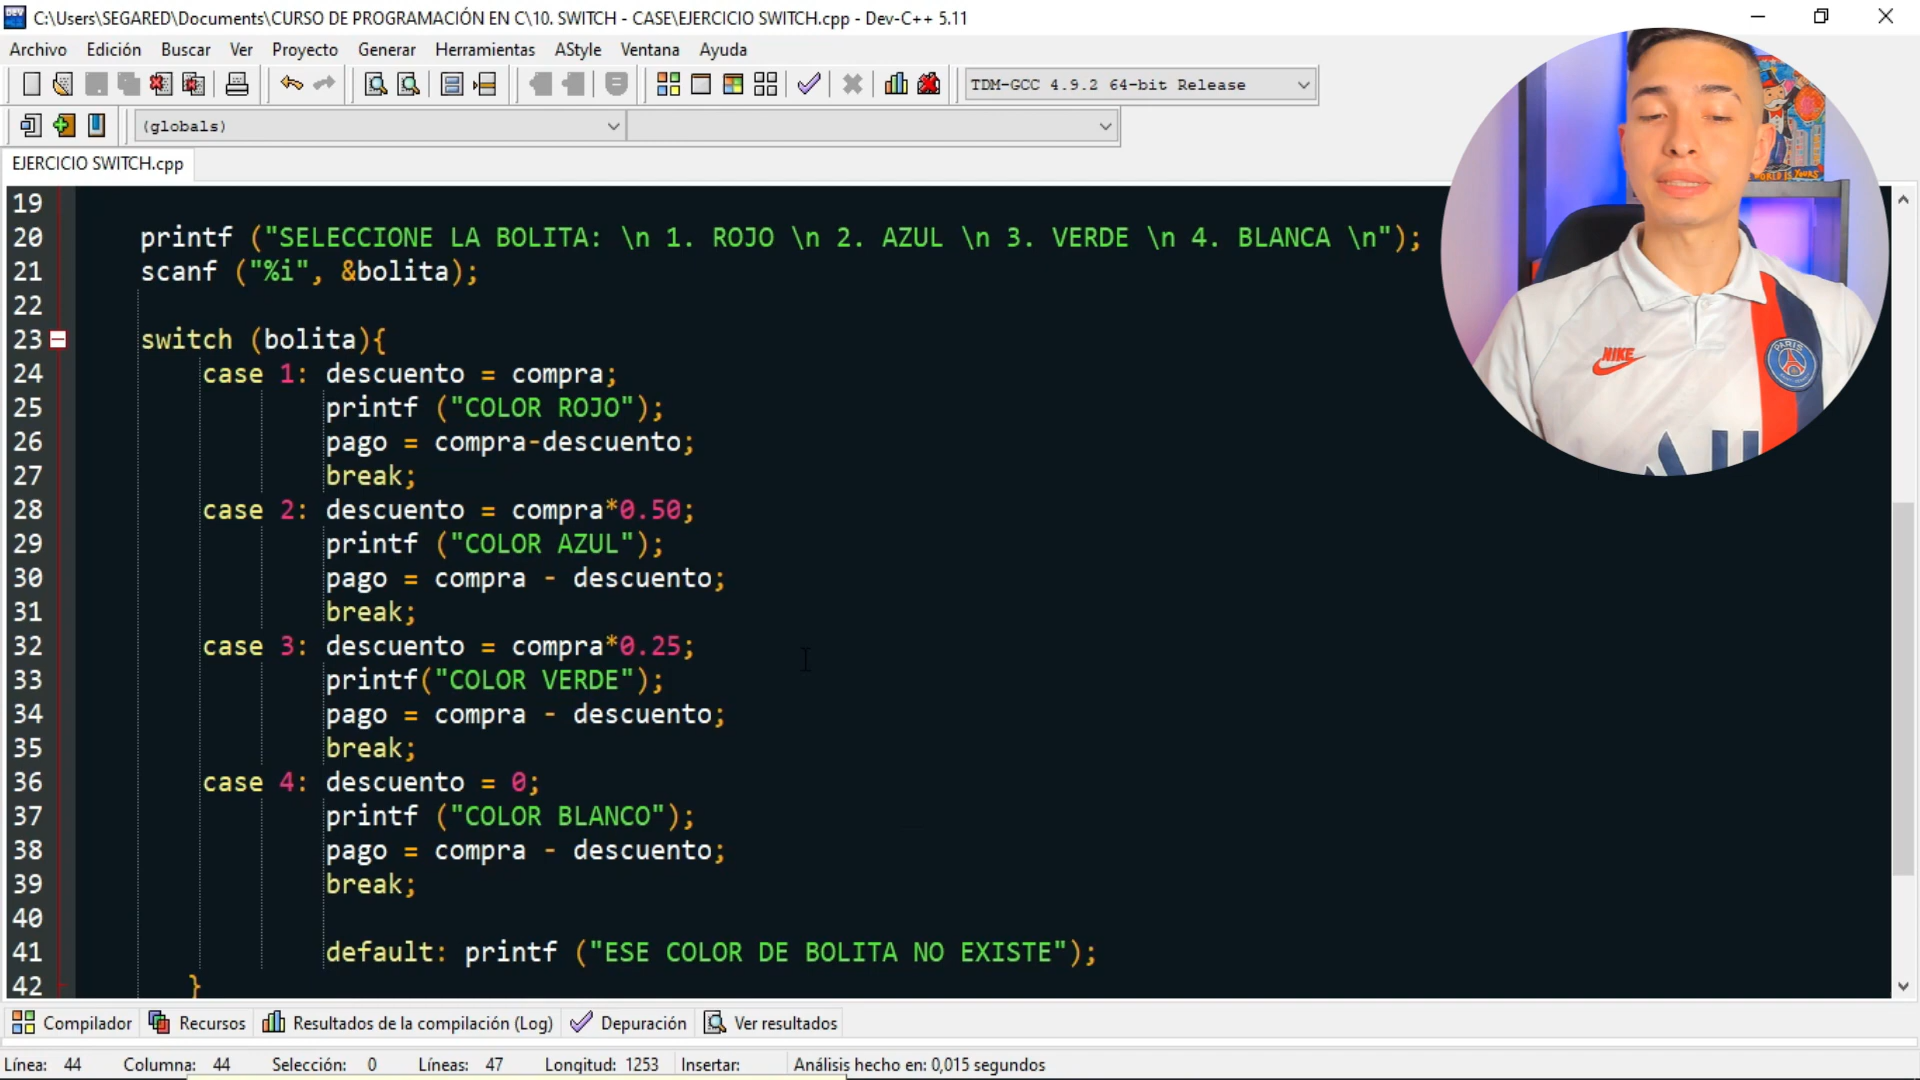 C:\Users\SEGARED\Documents\CURSO DE PROGRAMACIÓN EN C\10. SWITCH - CASE\EJERCICIO SWITCH.cpp - Dev-C++ 5.11
Archivo Edición Buscar Ver Proyecto Generar Herramientas AStyle Ventana Ayuda
TDM-GCC 4.9.2 64-bit Release
(globals)
EJERCICIO SWITCH.cpp
19
20 printf ("SELECCIONE LA BOLITA: \n 1. ROJO \n 2. AZUL \n 3. VERDE \n 4. BLANCA \n");
21 scanf ("%i", &bolita);
22
23 switch (bolita){
24 case 1: descuento = compra;
25 printf ("COLOR ROJO");
26 pago = compra-descuento;
27 break;
28 case 2: descuento = compra*0.50;
29 printf ("COLOR AZUL");
30 pago = compra - descuento;
31 break;
32 case 3: descuento = compra*0.25;
33 printf("COLOR VERDE");
34 pago = compra - descuento;
35 break;
36 case 4: descuento = 0;
37 printf ("COLOR BLANCO");
38 pago = compra - descuento;
39 break;
40
41 default: printf ("ESE COLOR DE BOLITA NO EXISTE");
42 }
Compilador Recursos Resultados de la compilación (Log) Depuración Ver resultados
Línea: 44 Columna: 44 Selección: 0 Líneas: 47 Longitud: 1253 Insertar: Análisis hecho en: 0,015 segundos
NIKE
PARIS